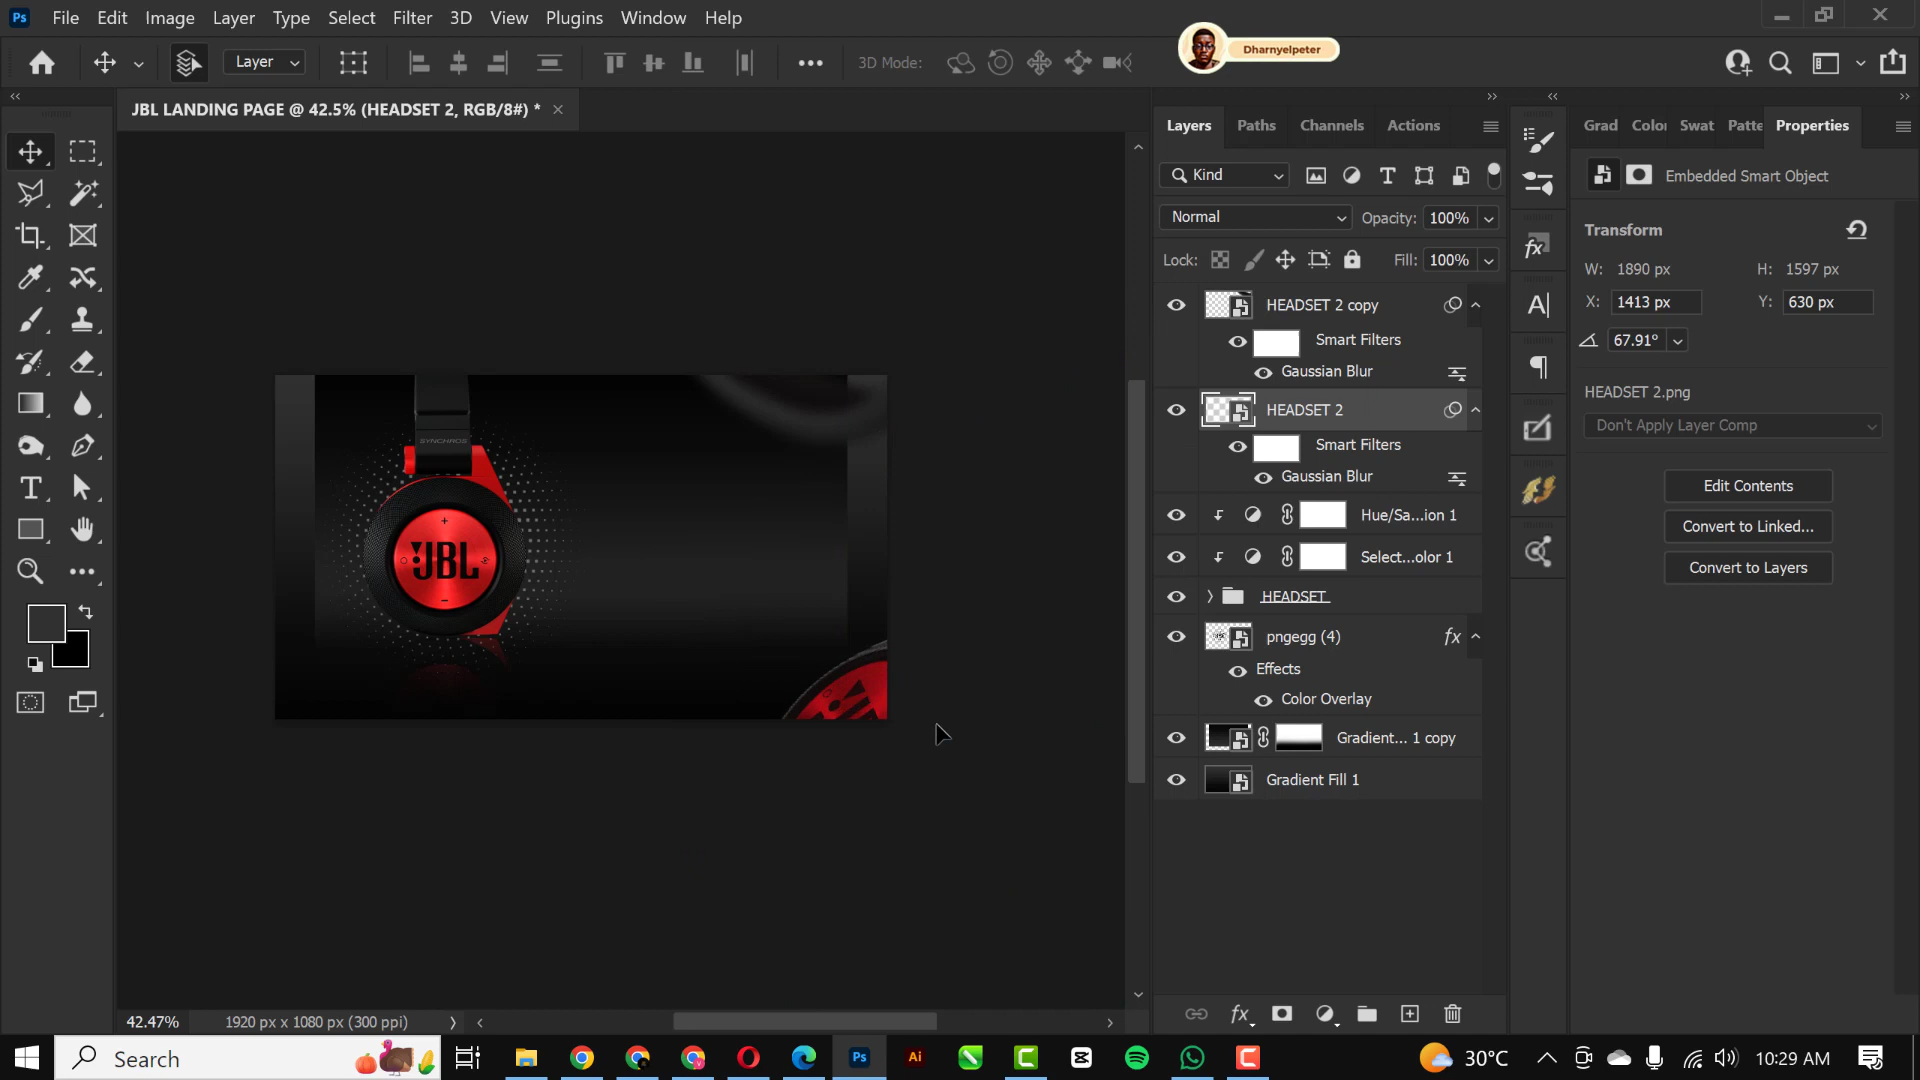 Ps File Edit Image Layer Type Select Filter 3D View Plugins Window Help
Dharnyelpeter
Layer
3D Mode:
JBL LANDING PAGE @ 42.5% (HEADSET 2, RGB/8#) *
Layers Paths Channels Actions
Grad Color Swat Patte Properties
Kind
Embedded Smart Object
Normal Opacity: 100%
Transform
Lock: Fill: 100%
W: 1890 px H: 1597 px
X: 1413 px Y: 630 px
67.91°
HEADSET 2 copy
Smart Filters
Gaussian Blur
HEADSET 2
Smart Filters
Gaussian Blur
Hue/Sa...ion 1
Select...olor 1
HEADSET
pngegg (4) fx
Effects
Color Overlay
Gradient... 1 copy
Gradient Fill 1
HEADSET 2.png
Don't Apply Layer Comp
Edit Contents
Convert to Linked...
Convert to Layers
SYNCHROS
JBL
42.47% 1920 px x 1080 px (300 ppi)
fx
Search
Ps
Ai
30°C
10:29 AM